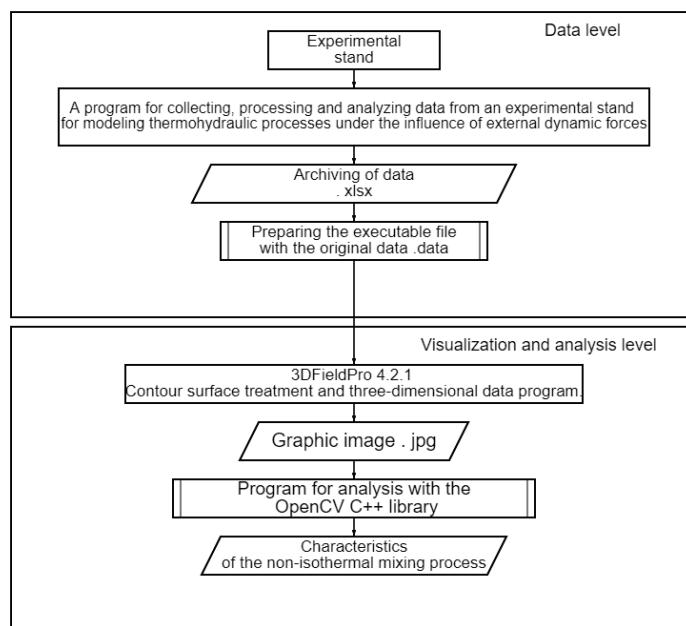 Data level
Experimental
stand
A program for collecting, processing and analyzing data from an experimental stand
for modeling thermohydraulic processes under the influence of external dynamic forces
Archiving of data
. xlsx
Preparing the executable file
with the original data .data
Visualization and analysis level
3DFieldPro 4.2.1
Contour surface treatment and three-dimensional data program.
Graphic image . jpg
Program for analysis with the
OpenCV C++ library
Characteristics
of the non-isothermal mixing process